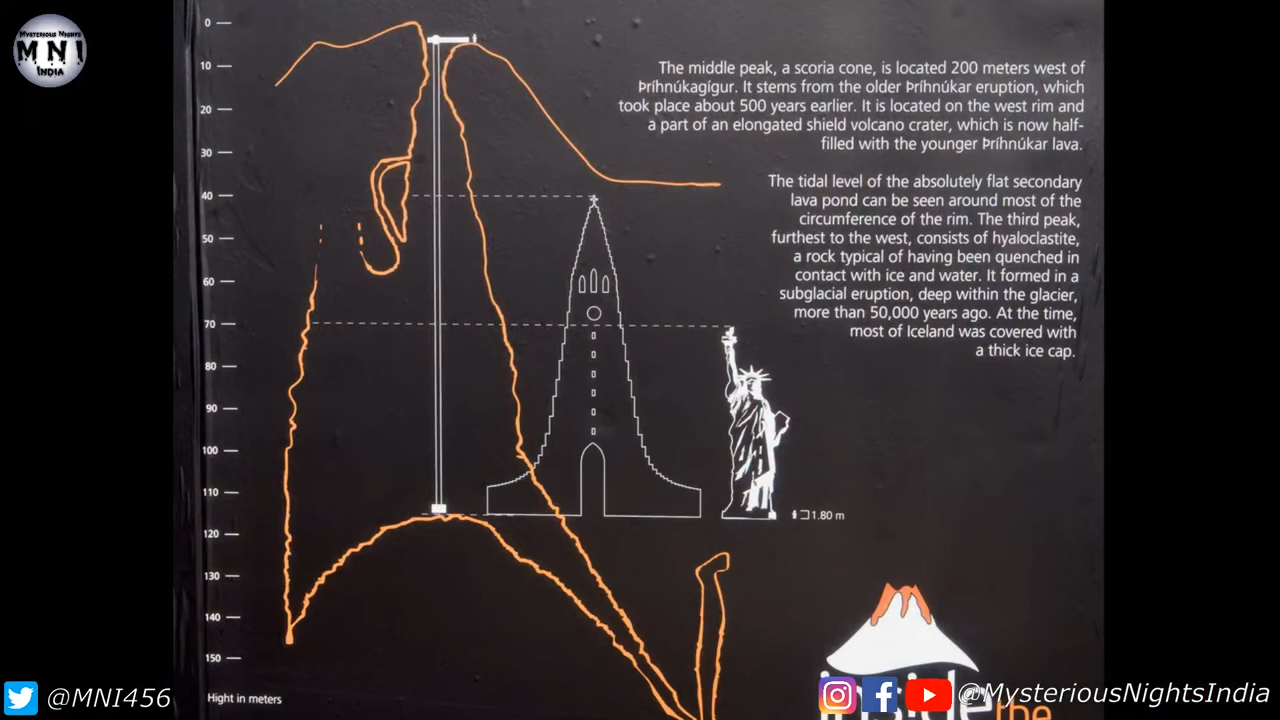 MYSTERIOUS NIGHTS
MNI
INDIA
0
10
20
30
40
50
60
70
80
90
100
110
120
130
140
150
Hight in meters
The middle peak, a scoria cone, is located 200 meters west of
Þríhnúkagígur. It stems from the older Þríhnúkar eruption, which
took place about 500 years earlier. It is located on the west rim and
a part of an elongated shield volcano crater, which is now half-
filled with the younger Þríhnúkar lava.
The tidal level of the absolutely flat secondary
lava pond can be seen around most of the
circumference of the rim. The third peak,
furthest to the west, consists of hyaloclastite,
a rock typical of having been quenched in
contact with ice and water. It formed in a
subglacial eruption, deep within the glacier,
more than 50,000 years ago. At the time,
most of Iceland was covered with
a thick ice cap.
1.80 m
inside the
@MNI456
@MysteriousNightsIndia